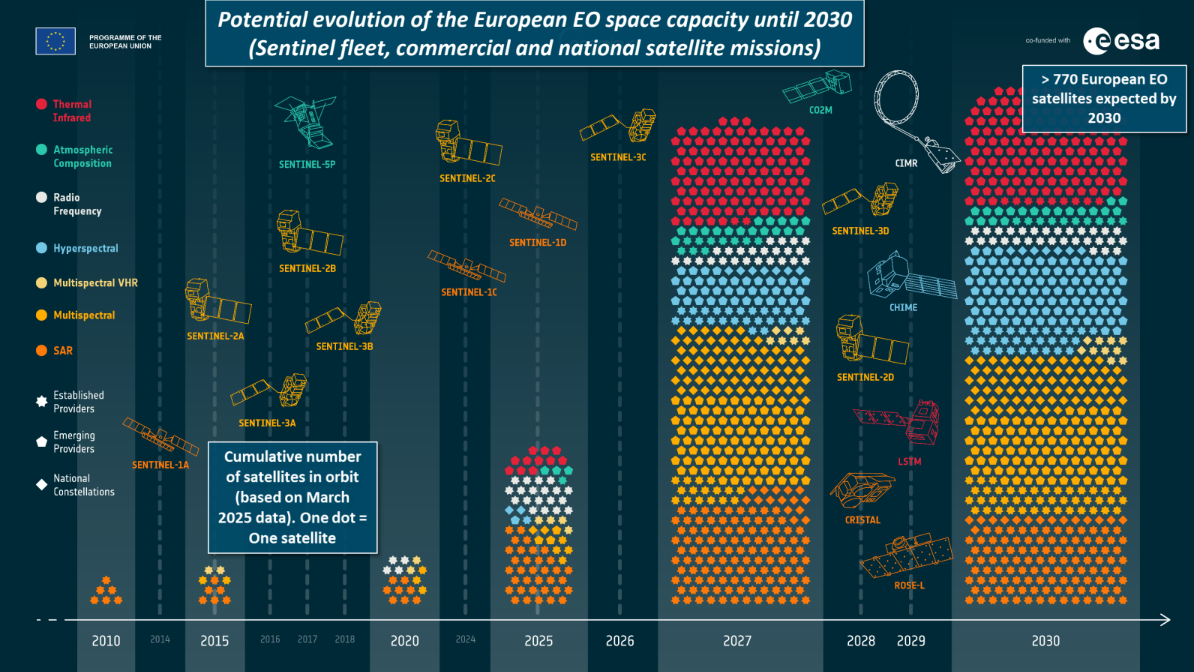 Potential evolution of the European EO space capacity until 2030
(Sentinel fleet, commercial and national satellite missions)
PROGRAMME OF THE
EUROPEAN UNION
co-funded with
esa
> 770 European EO
satellites expected by
2030
Thermal
Infrared
Atmospheric
Composition
Radio
Frequency
Hyperspectral
Multispectral VHR
Multispectral
SAR
Established
Providers
Emerging
Providers
National
Constellations
SENTINEL-1A
SENTINEL-2A
SENTINEL-5P
SENTINEL-2B
SENTINEL-3B
SENTINEL-3A
SENTINEL-2C
SENTINEL-1C
SENTINEL-1D
SENTINEL-3C
CO2M
CIMR
SENTINEL-3D
CHIME
SENTINEL-2D
LSTM
CRISTAL
ROSE-L
Cumulative number
of satellites in orbit
(based on March
2025 data). One dot =
One satellite
2010 2014 2015 2016 2017 2018 2020 2024 2025 2026 2027 2028 2029 2030